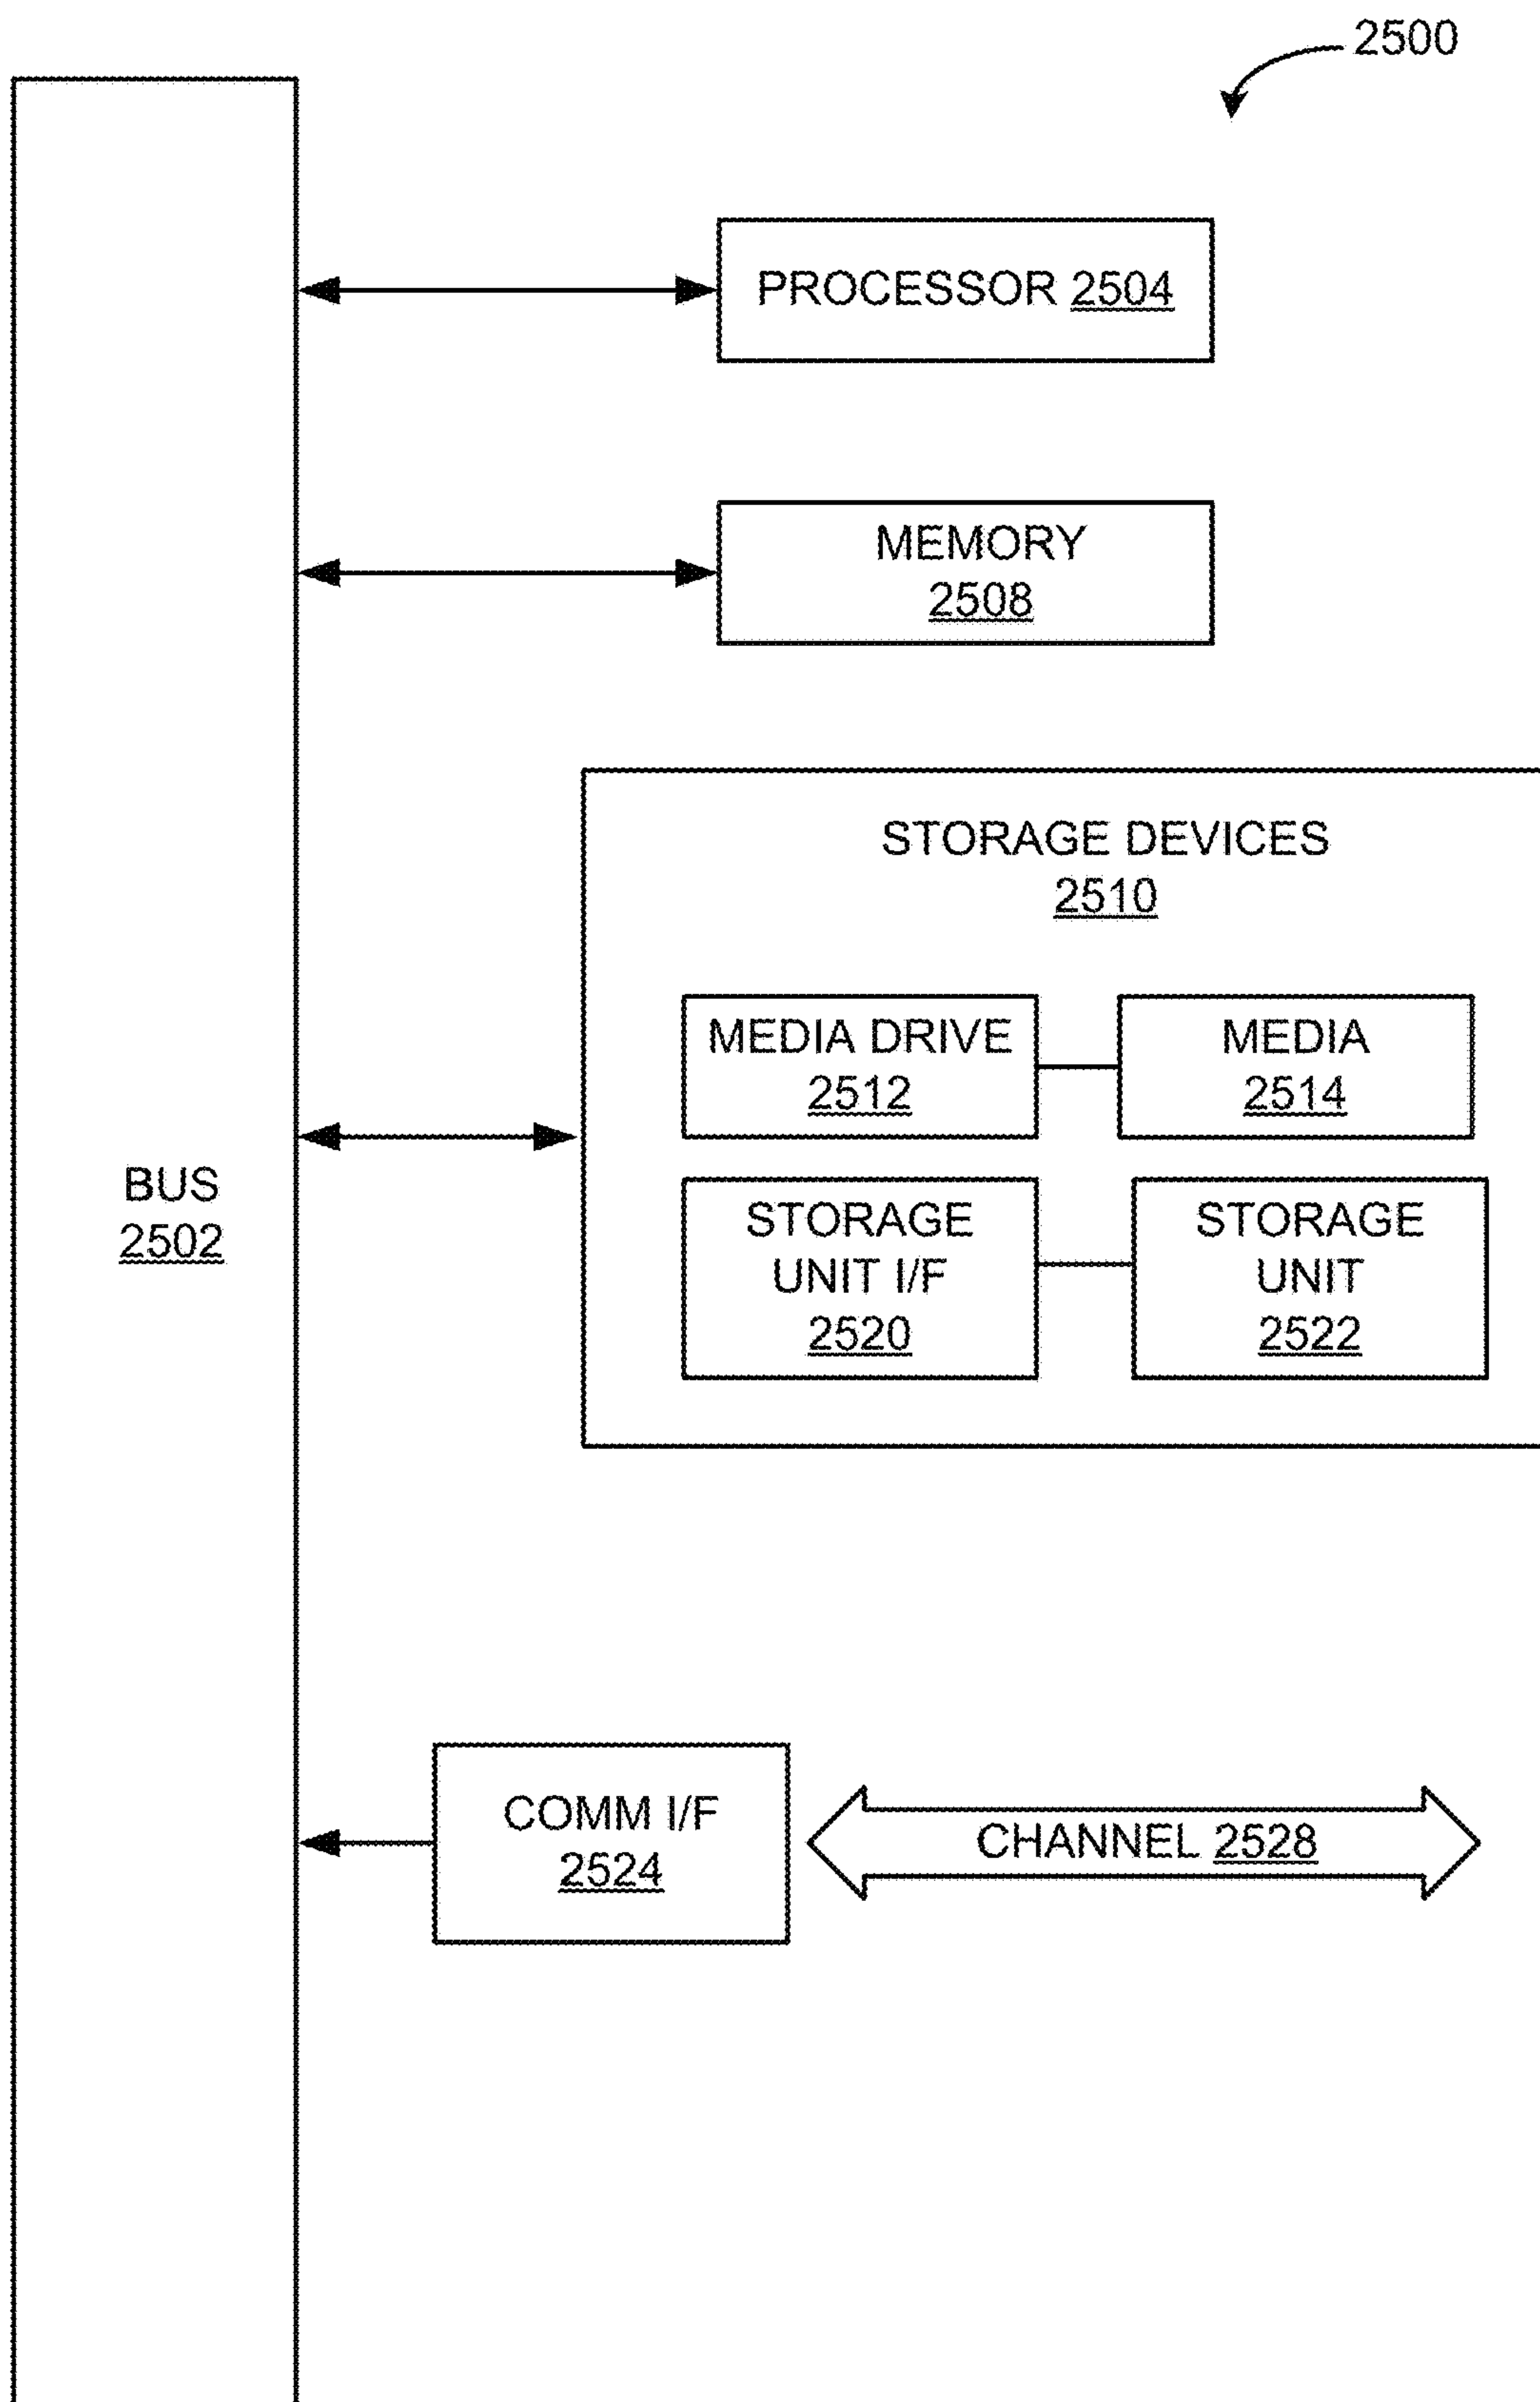 2500
PROCESSOR 2504
MEMORY
2508
STORAGE DEVICES
2510
MEDIA DRIVE
2512
MEDIA
2514
BUS
2502
STORAGE
UNIT I/F
2520
STORAGE
UNIT
2522
COMM I/F
2524
CHANNEL 2528